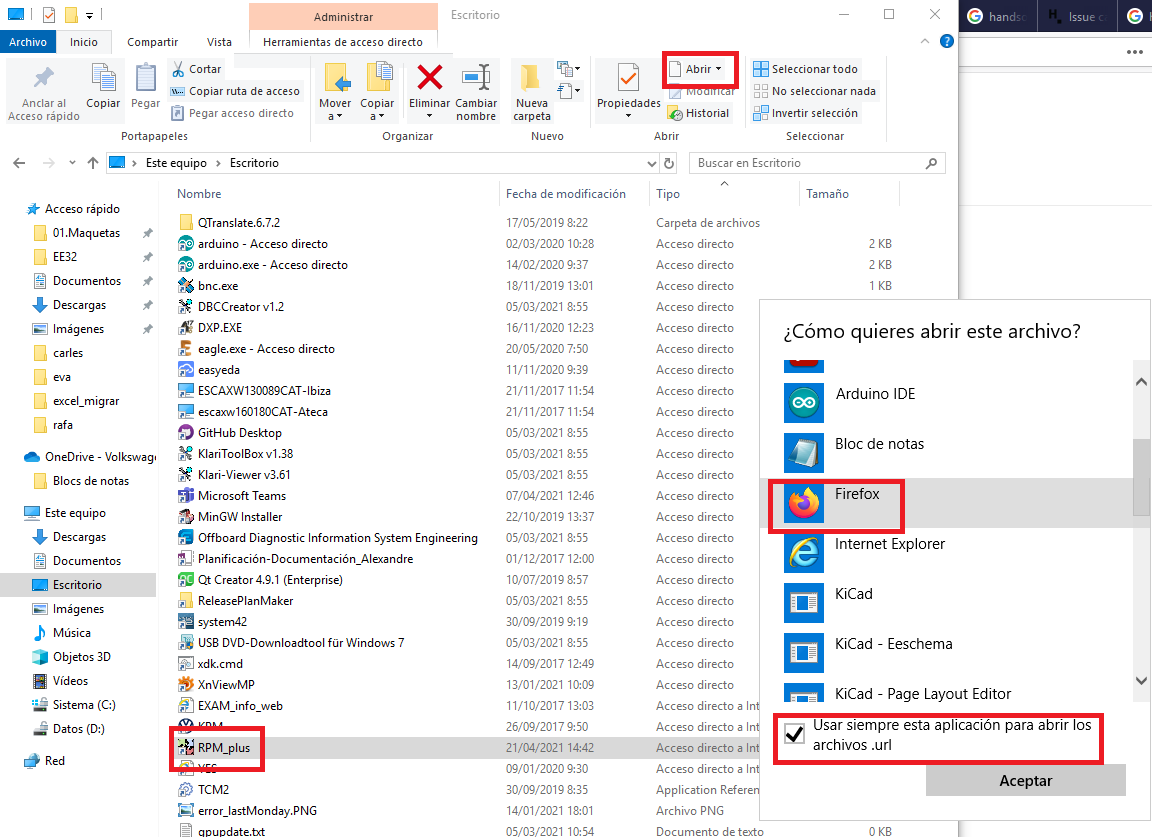 Administrar
Escritorio
hands
Issue c
H
Archivo
Inicio
Compartir
Vista
Herramientas de acceso directo
Anclar al
Acceso rápido
Copiar
Pegar
Cortar
Copiar ruta de acceso
Pegar acceso directo
Portapapeles
Mover
a
Copiar
a
Eliminar
Cambiar
nombre
Organizar
Nueva
carpeta
Nuevo
Propiedades
Abrir
Modificar
Historial
Abrir
Seleccionar todo
No seleccionar nada
Invertir selección
Seleccionar
Este equipo
Escritorio
Buscar en Escritorio
Acceso rápido
01.Maquetas
EE32
Documentos
Descargas
Imágenes
carles
eva
excel_migrar
rafa
OneDrive - Volkswage
Blocs de notas
Este equipo
Descargas
Documentos
Escritorio
Imágenes
Música
Objetos 3D
Vídeos
Sistema (C:)
Datos (D:)
Red
Nombre Fecha de modificación Tipo Tamaño
QTranslate.6.7.2 17/05/2019 8:22 Carpeta de archivos
arduino - Acceso directo 02/03/2020 10:28 Acceso directo 2 KB
arduino.exe - Acceso directo 14/02/2020 9:37 Acceso directo 2 KB
bnc.exe 18/11/2019 13:01 Acceso directo 1 KB
DBCCreator v1.2 05/03/2021 8:55 Acceso directo
DXP.EXE 16/11/2020 12:23 Acceso directo
eagle.exe - Acceso directo 20/05/2020 7:50 Acceso directo
easyeda 11/11/2020 9:39 Acceso directo
ESCAXW130089CAT-Ibiza 21/11/2017 11:54 Acceso directo
escaxw160180CAT-Ateca 21/11/2017 11:54 Acceso directo
GitHub Desktop 05/03/2021 8:55 Acceso directo
KlariToolBox v1.38 05/03/2021 8:55 Acceso directo
Klari-Viewer v3.61 05/03/2021 8:55 Acceso directo
Microsoft Teams 07/04/2021 12:46 Acceso directo
MinGW Installer 22/10/2019 13:37 Acceso directo
Offboard Diagnostic Information System Engineering 05/03/2021 8:55 Acceso directo
Planificación-Documentación_Alexandre 01/12/2017 12:00 Acceso directo
Qt Creator 4.9.1 (Enterprise) 10/07/2019 8:57 Acceso directo
ReleasePlanMaker 05/03/2021 8:55 Acceso directo
system42 30/09/2019 9:19 Acceso directo
USB DVD-Downloadtool für Windows 7 05/03/2021 8:55 Acceso directo
xdk.cmd 14/09/2017 12:49 Acceso directo
XnViewMP 13/01/2021 10:09 Acceso directo
EXAM_info_web 11/10/2017 13:03 Acceso directo a Int
KPM 26/09/2017 9:50 Acceso directo a Int
RPM_plus 21/04/2021 14:42 Acceso directo a Int
YES 09/01/2020 9:30 Acceso directo a Int
TCM2 30/09/2019 8:35 Application Referen
error_lastMonday.PNG 14/01/2021 18:01 Archivo PNG
gpupdate.txt 05/03/2021 10:54 Documento de texto 0 KB
¿Cómo quieres abrir este archivo?
Arduino IDE
Bloc de notas
Firefox
Internet Explorer
KiCad
KiCad - Eeschema
KiCad - Page Layout Editor
Usar siempre esta aplicación para abrir los
archivos .url
Aceptar